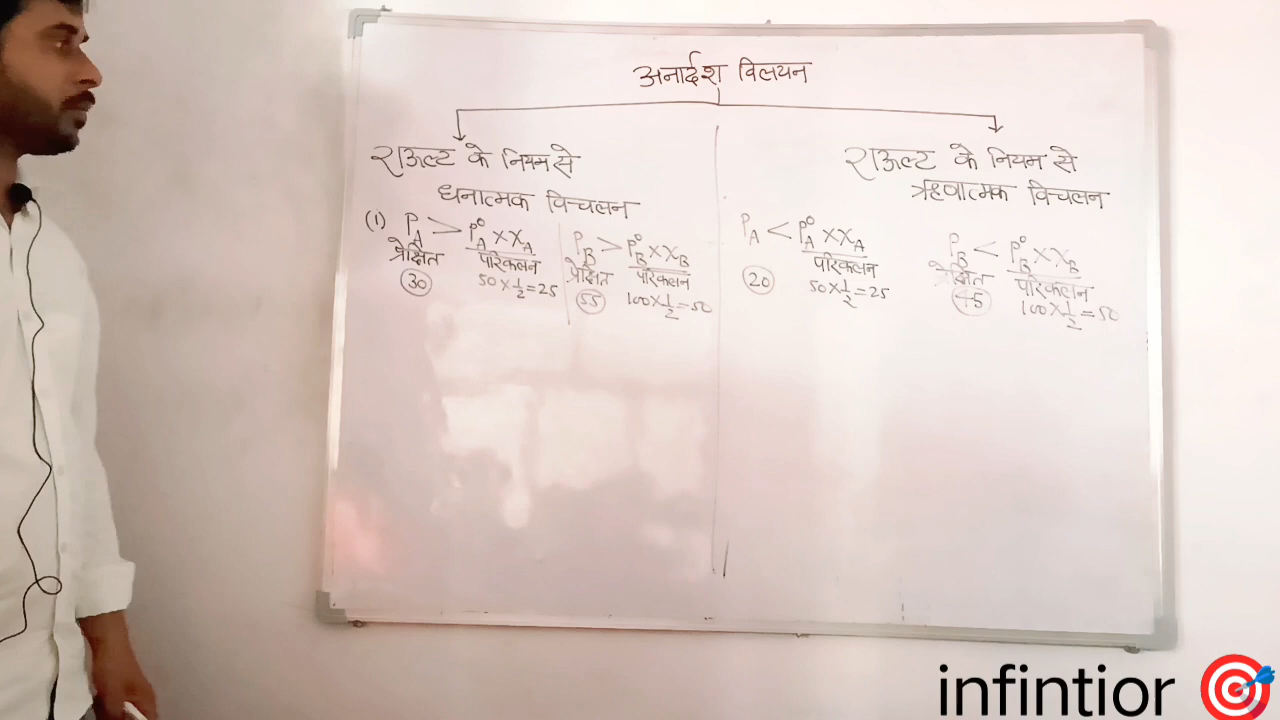 अनार्दश विलयन
राऊल्ट के नियम से
धनात्मक विचलन
(1) P_A > P°_A × X_A
प्रेक्षित परिकलन
30 50 × 1/2 = 25
P_B > P°_B × X_B
प्रेक्षित परिकलन
55 100 × 1/2 = 50
राऊल्ट के नियम से
ऋणात्मक विचलन
P_A < P°_A × X_A
परिकलन
20 50 × 1/2 = 25
P_B < P°_B × X_B
प्रेक्षित परिकलन
45 100 × 1/2 = 50
infintior